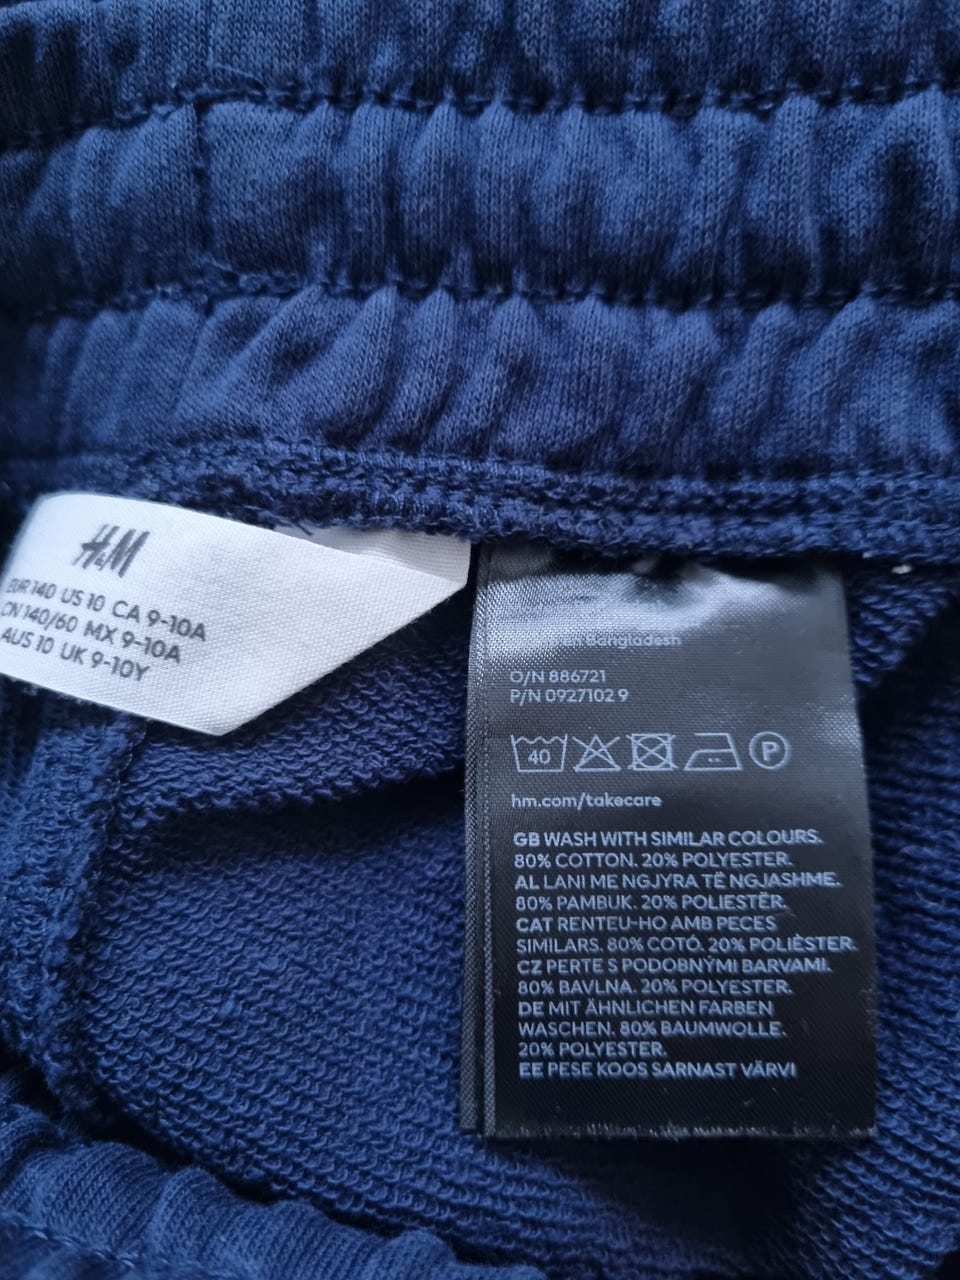 H&M
EUR 140 US 10 CA 9-10A
CN 140/60 MX 9-10A
AUS 10 UK 9-10Y
en Bangladesh
O/N 886721
P/N 0927102 9
40 P
hm.com/takecare
GB WASH WITH SIMILAR COLOURS.
80% COTTON. 20% POLYESTER.
AL LANI ME NGJYRA TË NGJASHME.
80% PAMBUK. 20% POLIESTËR.
CAT RENTEU-HO AMB PECES
SIMILARS. 80% COTÓ. 20% POLIÈSTER.
CZ PERTE S PODOBNÝMI BARVAMI.
80% BAVLNA. 20% POLYESTER.
DE MIT ÄHNLICHEN FARBEN
WASCHEN. 80% BAUMWOLLE.
20% POLYESTER.
EE PESE KOOS SARNAST VÄRVI